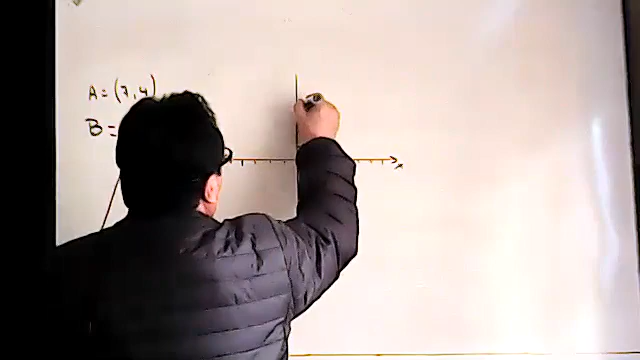 A = (7, 4)
B =
x